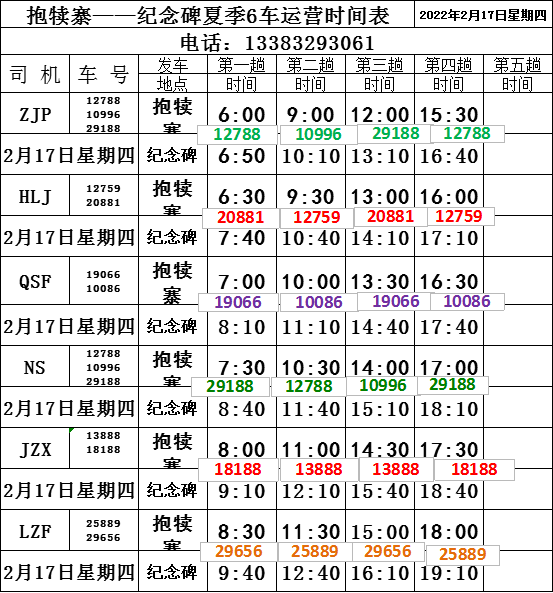 抱犊寨——纪念碑夏季6车运营时间表 2022年2月17日星期四
电话：13383293061
司 机 车 号 发车地点 第一趟时间 第二趟时间 第三趟时间 第四趟时间 第五趟时间
ZJP 12788 10996 29188 抱犊寨 6:00 9:00 12:00 15:30
12788 10996 29188 12788
2月17日星期四 纪念碑 6:50 10:10 13:10 16:40
HLJ 12759 20881 抱犊寨 6:30 9:30 13:00 16:00
20881 12759 20881 12759
2月17日星期四 纪念碑 7:40 10:40 14:10 17:10
QSF 19066 10086 抱犊寨 7:00 10:00 13:30 16:30
19066 10086 19066 10086
2月17日星期四 纪念碑 8:10 11:10 14:40 17:40
NS 12788 10996 29188 抱犊寨 7:30 10:30 14:00 17:00
29188 12788 10996 29188
2月17日星期四 纪念碑 8:40 11:40 15:10 18:10
JZX 13888 18188 抱犊寨 8:00 11:00 14:30 17:30
18188 13888 13888 18188
2月17日星期四 纪念碑 9:10 12:10 15:40 18:40
LZF 25889 29656 抱犊寨 8:30 11:30 15:00 18:00
29656 25889 29656 25889
2月17日星期四 纪念碑 9:40 12:40 16:10 19:10